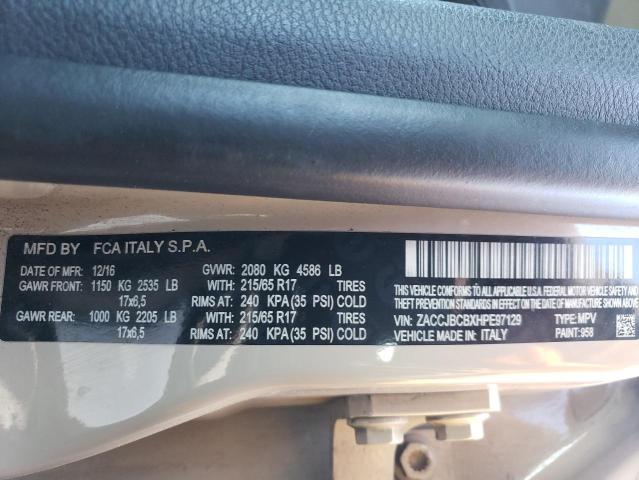 MFD BY FCA ITALY S.P.A.
DATE OF MFR: 12/16 GVWR: 2080 KG 4586 LB
GAWR FRONT: 1150 KG 2535 LB WITH 215/65 R17 TIRES
17x6,5 RIMS AT: 240 KPA (35 PSI) COLD
GAWR REAR: 1000 KG 2205 LB WITH 215/65 R17 TIRES
17x6,5 RIMS AT: 240 KPA (35 PSI) COLD
THIS VEHICLE CONFORMS TO ALL APPLICABLE U.S.A. FEDERAL MOTOR VEHICLE SAFETY AND
STANDARDS IN EFFECT ON THE DATE OF MANUFACTURE SHOWN ABOVE.
VIN: ZACCJBCBXHPE97129 TYPE: MPV
VEHICLE MADE IN: ITALY PAINT: 958